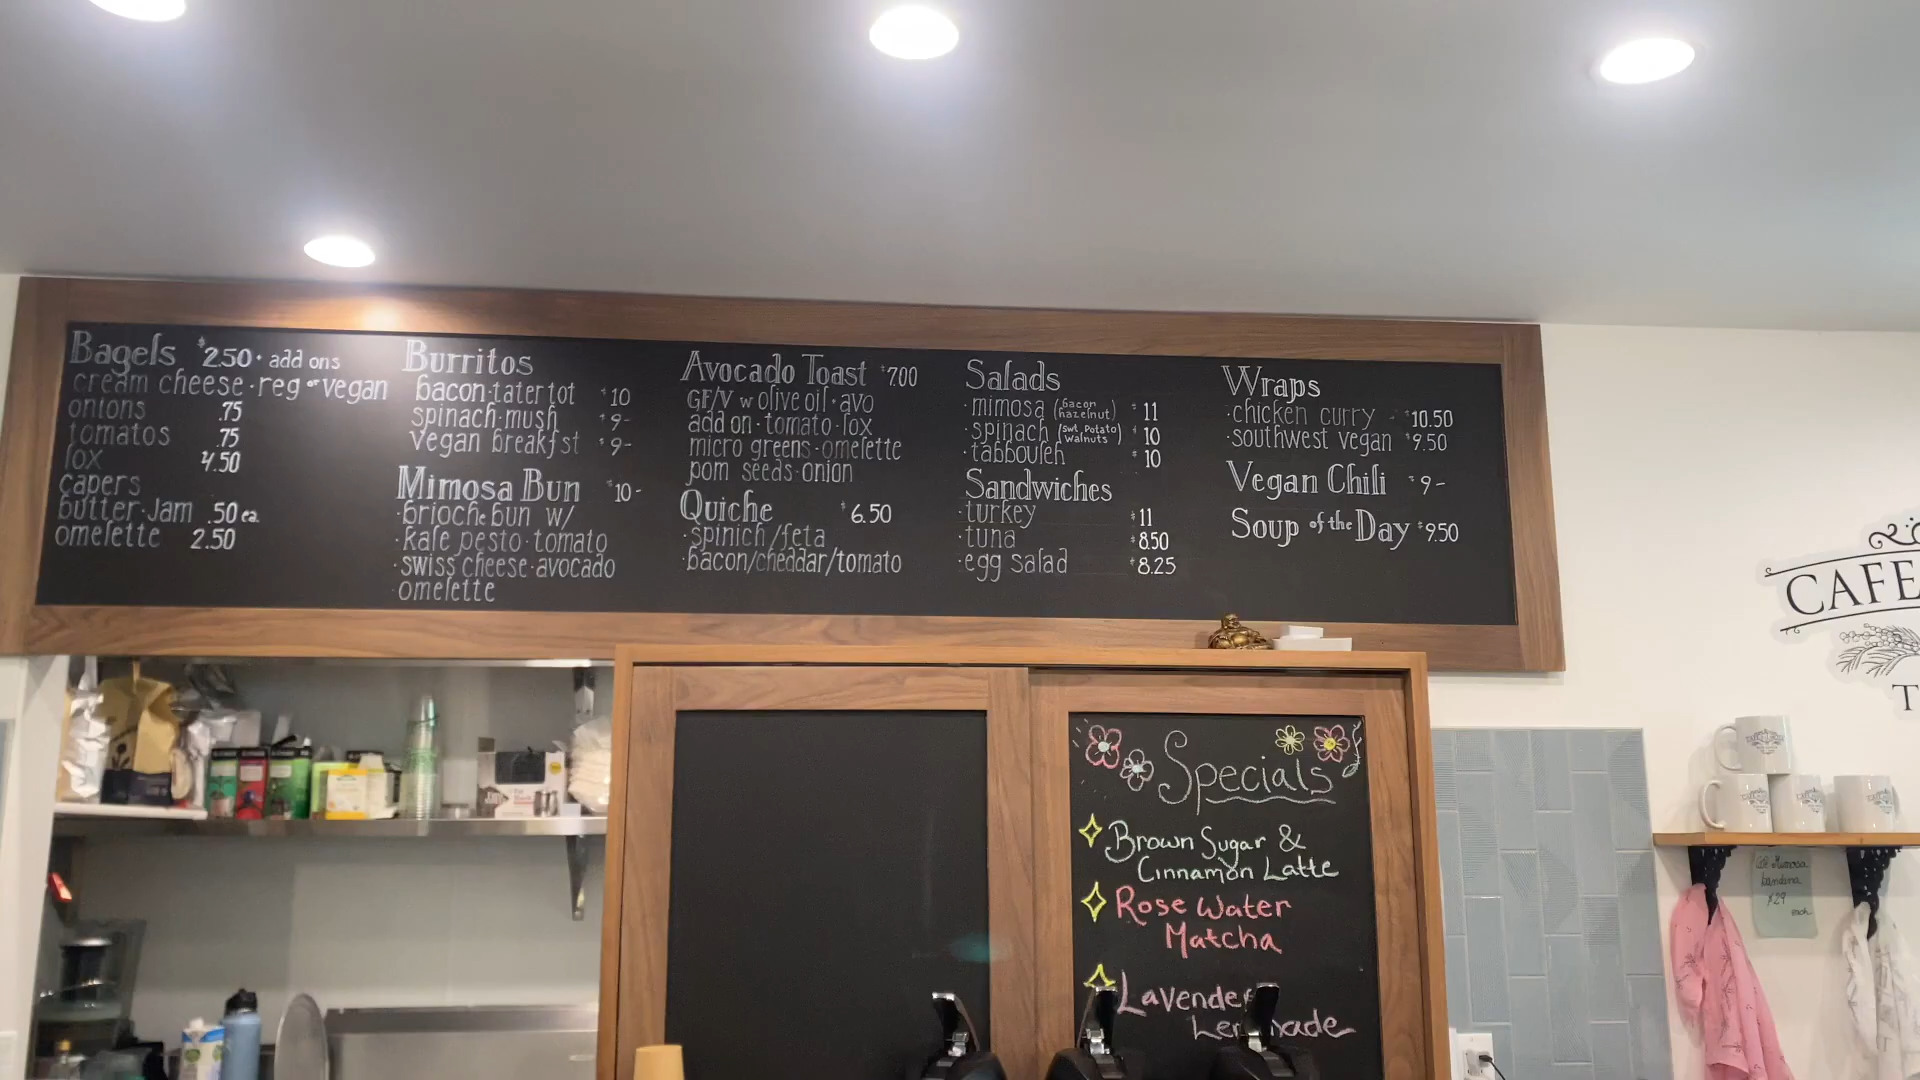 Bagels $2.50 · add ons
cream cheese · reg or vegan
onions .75
tomatos .75
lox 4.50
capers
butter · jam .50 ea.
omelette 2.50
Burritos
bacon · tater tot $10
spinach · mush $9-
vegan breakfst $9-
Mimosa Bun $10-
· brioche bun w/
· kale pesto · tomato
· swiss cheese · avocado
· omelette
Avocado Toast $7.00
GF/V w olive oil · avo
add on · tomato · lox
micro greens · omelette
pom seeds · onion
Quiche $6.50
· spinich/feta
· bacon/cheddar/tomato
Salads
· mimosa (bacon hazelnut) $11
· spinach (swt. potato walnuts) $10
· tabbouleh $10
Sandwiches
· turkey $11
· tuna $8.50
· egg salad $8.25
Wraps
· chicken curry - $10.50
· southwest vegan $9.50
Vegan Chili $9-
Soup of the Day $9.50
Specials
Brown Sugar &
Cinnamon Latte
Rose Water
Matcha
Lavender
CAFE
Mimosa
bandana
$29
each